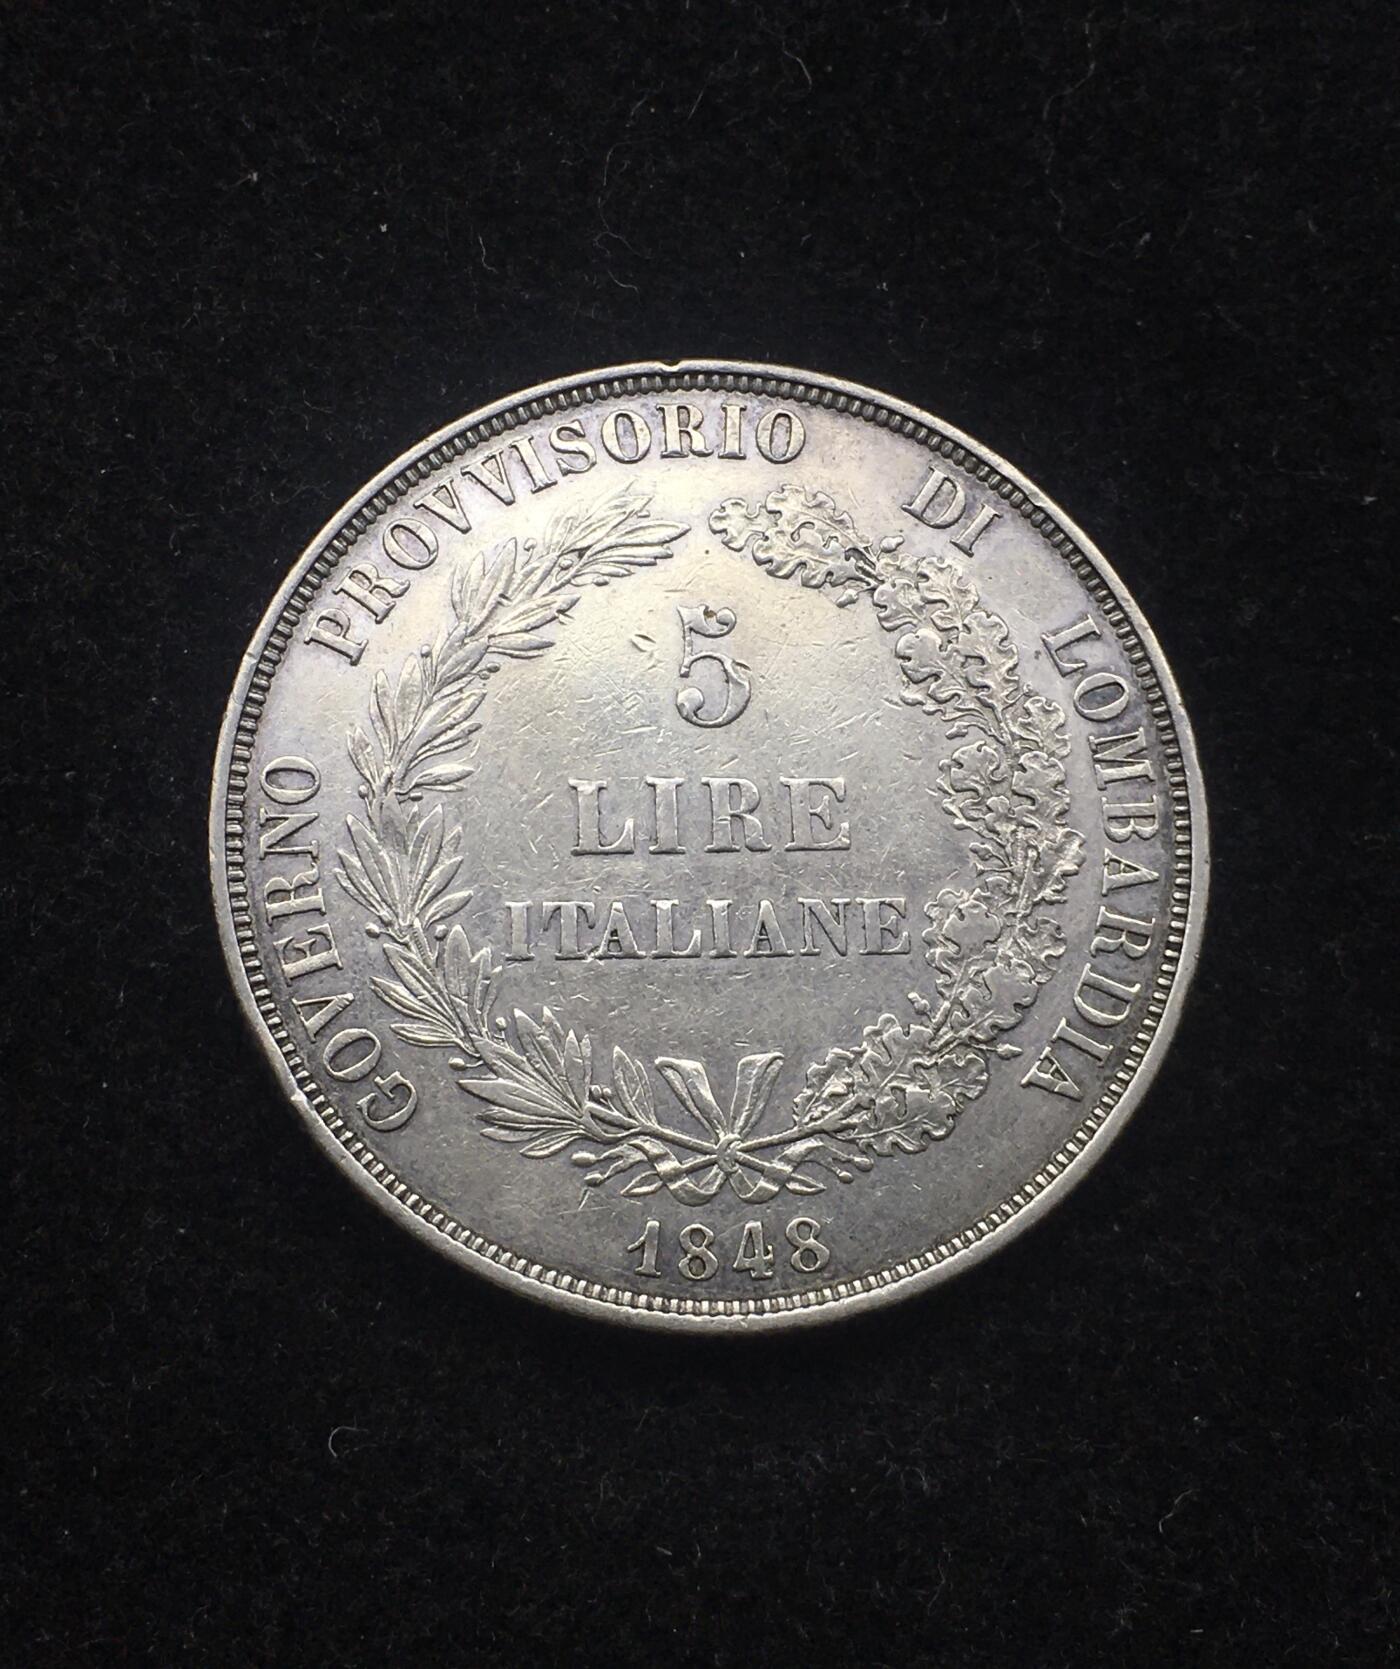 GOVERNO PROVVISORIO DI LOMBARDIA
5
LIRE
ITALIANE
1848